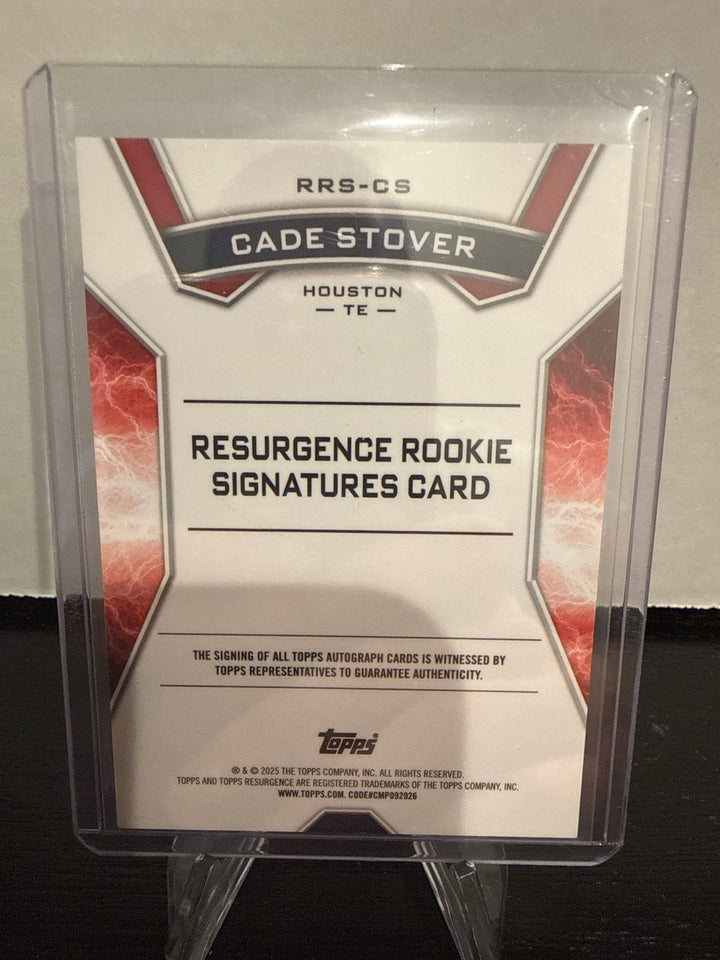 RRS-CS
CADE STOVER
HOUSTON
— TE —
RESURGENCE ROOKIE
SIGNATURES CARD
THE SIGNING OF ALL TOPPS AUTOGRAPH CARDS IS WITNESSED BY
TOPPS REPRESENTATIVES TO GUARANTEE AUTHENTICITY.
Topps
® & © 2025 THE TOPPS COMPANY, INC. ALL RIGHTS RESERVED.
TOPPS AND TOPPS RESURGENCE ARE REGISTERED TRADEMARKS OF THE TOPPS COMPANY, INC.
WWW.TOPPS.COM. CODE#CMP092926